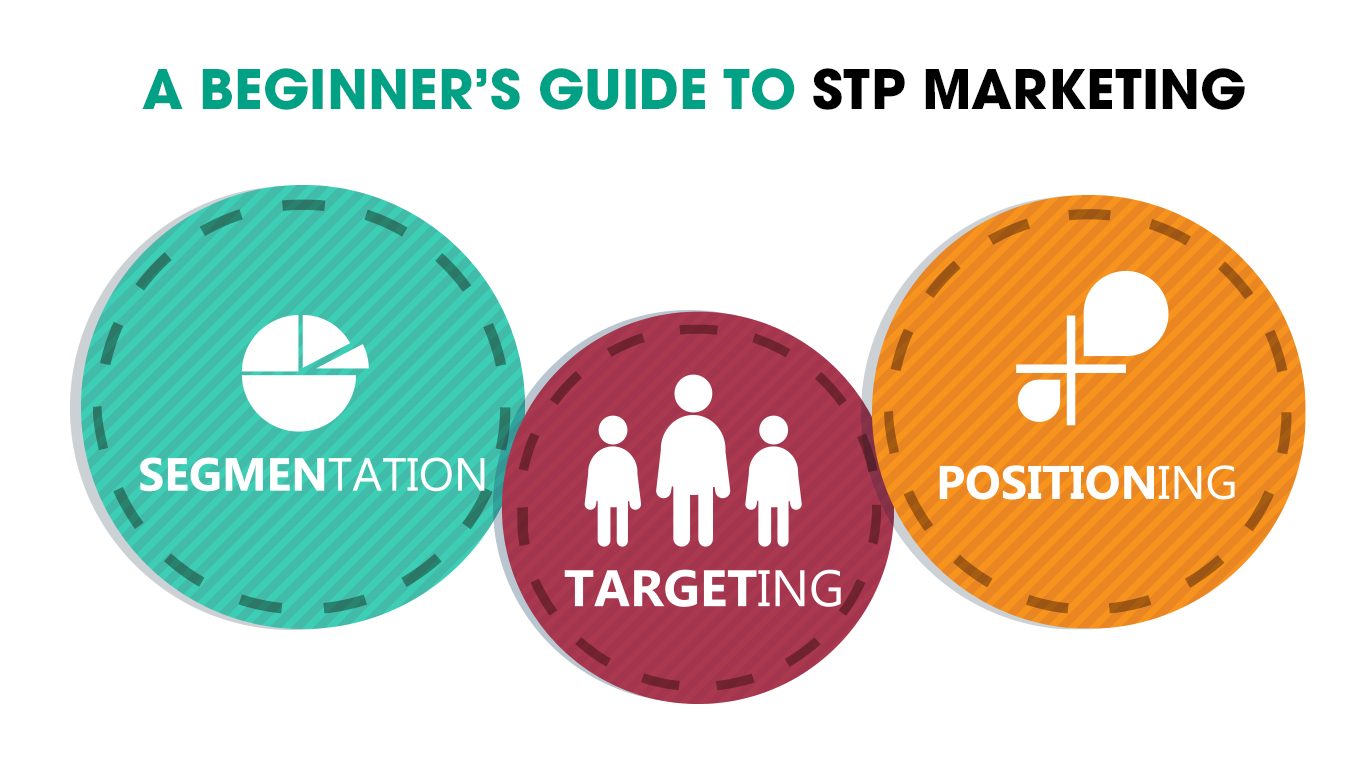 A BEGINNER’S GUIDE TO STP MARKETING
SEGMENTATION
TARGETING
POSITIONING